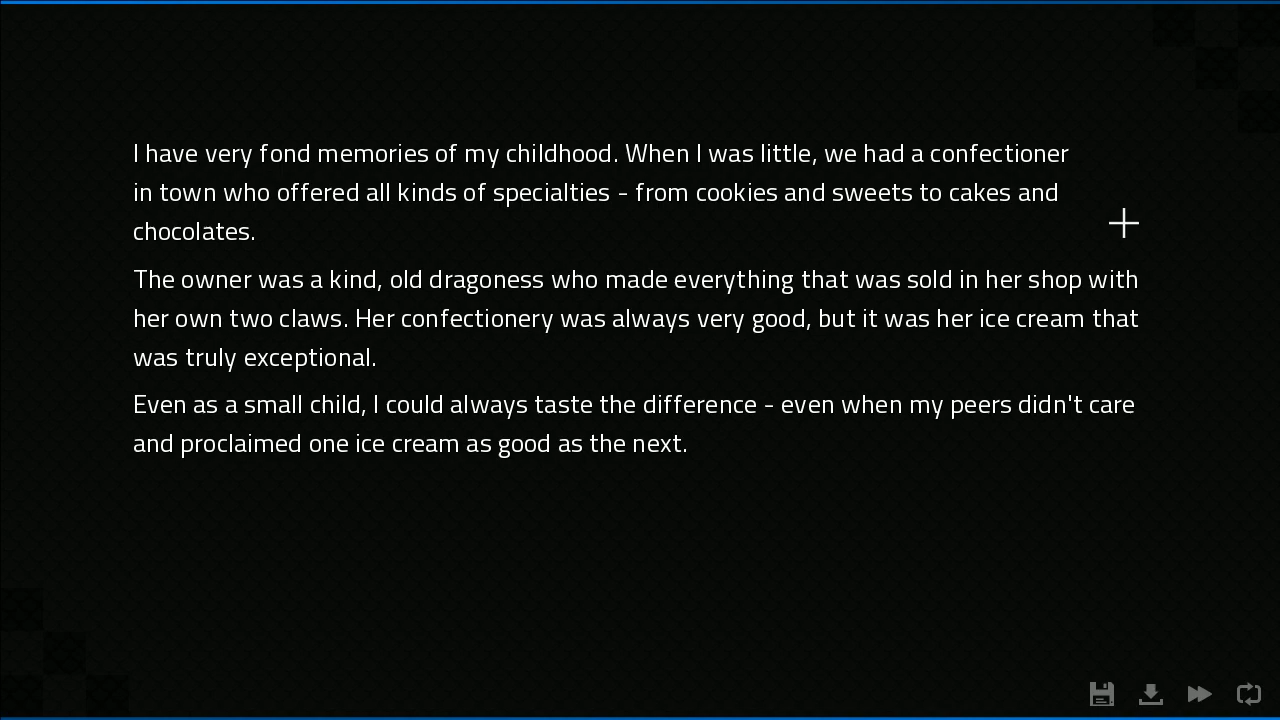 I have very fond memories of my childhood. When I was little, we had a confectioner
in town who offered all kinds of specialties - from cookies and sweets to cakes and
chocolates.
The owner was a kind, old dragoness who made everything that was sold in her shop with
her own two claws. Her confectionery was always very good, but it was her ice cream that
was truly exceptional.
Even as a small child, I could always taste the difference - even when my peers didn't care
and proclaimed one ice cream as good as the next.